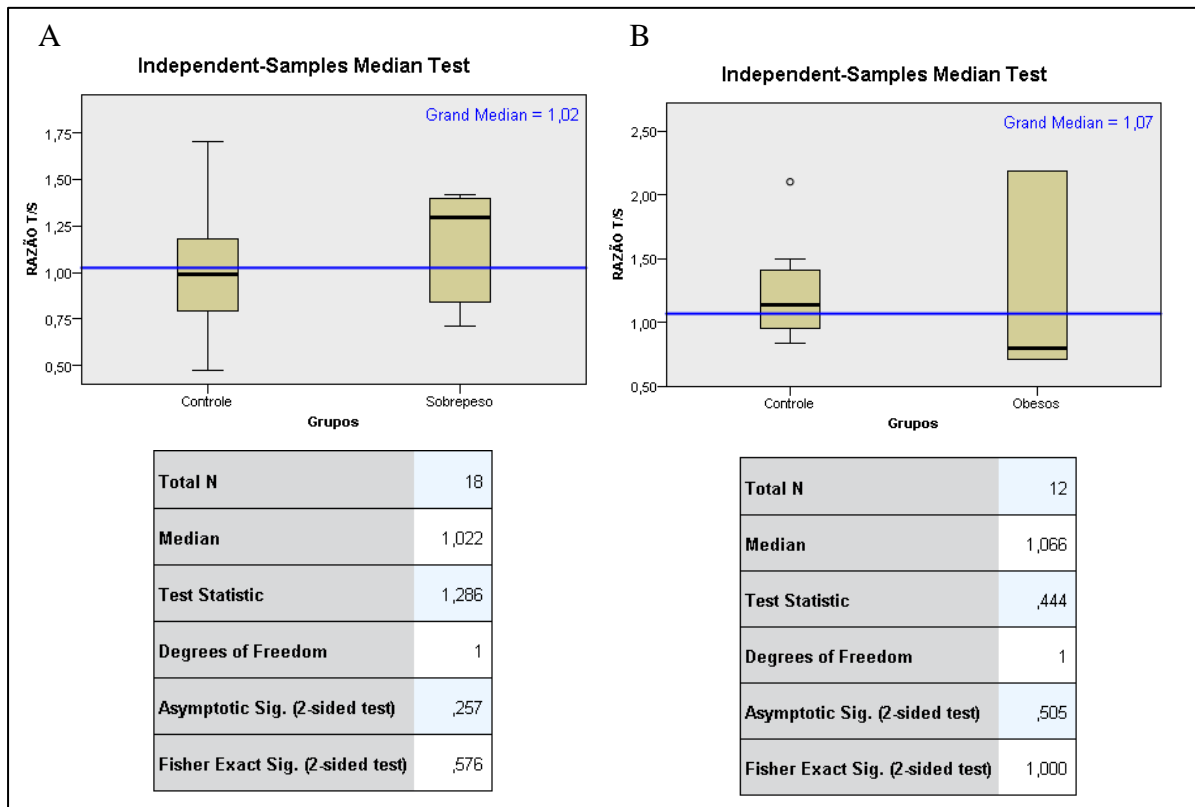 A
Independent-Samples Median Test
Grand Median = 1,02
RAZÃO T/S
1,75
1,50
1,25
1,00
0,75
0,50
Controle
Sobrepeso
Grupos
Total N 18
Median 1,022
Test Statistic 1,286
Degrees of Freedom 1
Asymptotic Sig. (2-sided test) ,257
Fisher Exact Sig. (2-sided test) ,576
B
Independent-Samples Median Test
Grand Median = 1,07
RAZÃO T/S
2,50
2,00
1,50
1,00
0,50
Controle
Obesos
Grupos
Total N 12
Median 1,066
Test Statistic ,444
Degrees of Freedom 1
Asymptotic Sig. (2-sided test) ,505
Fisher Exact Sig. (2-sided test) 1,000